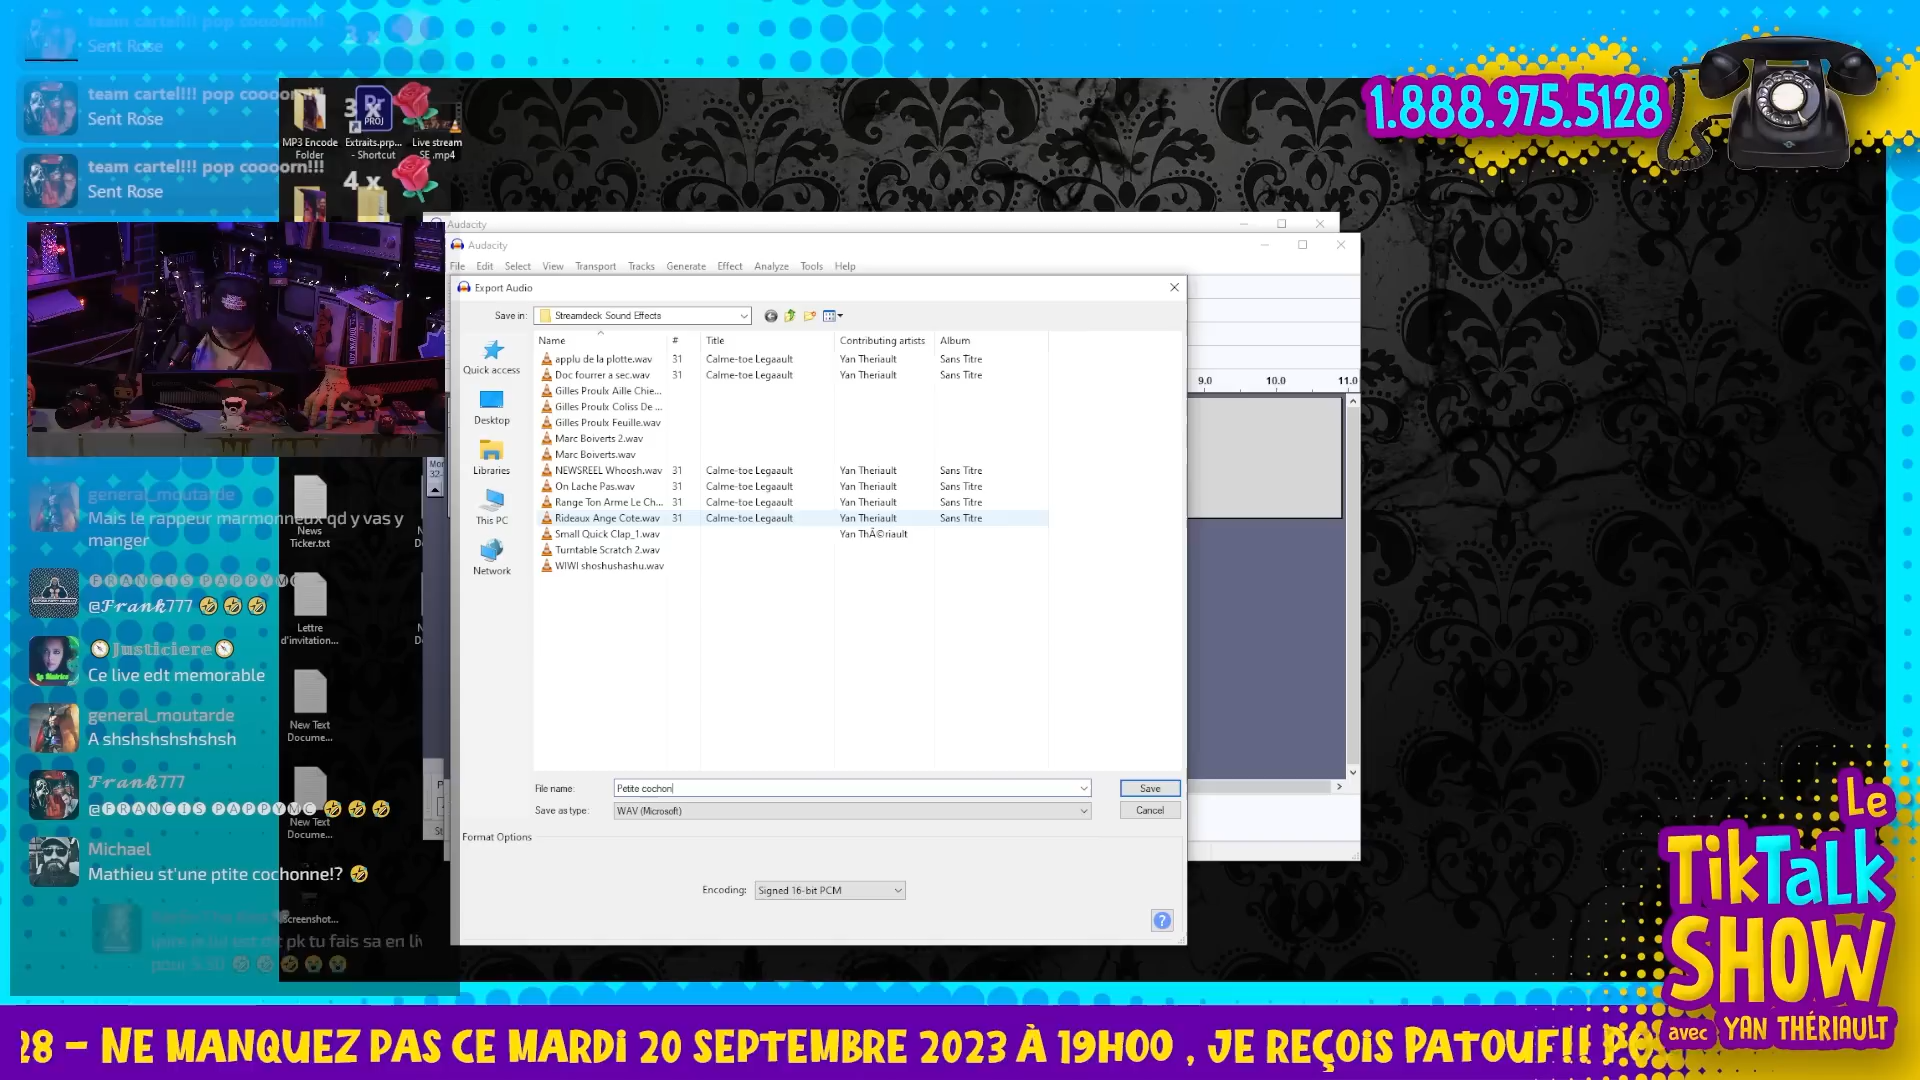 team cartel!!! pop coooorn!!!
Sent Rose
3 x
team cartel!!! pop coooorn!!!
Sent Rose
3 x
team cartel!!! pop coooorn!!!
Sent Rose
4 x
1.888.975.5128
MP3 Encode
Folder
PROJ
Extraits.prp...
- Shortcut
Live stream
SE .mp4
Audacity
Audacity
File Edit Select View Transport Tracks Generate Effect Analyze Tools Help
Export Audio
Save in:
Streamdeck Sound Effects
Name # Title Contributing artists Album
applu de la plotte.wav 31 Calme-toe Legaault Yan Theriault Sans Titre
Doc fourrer a sec.wav 31 Calme-toe Legaault Yan Theriault Sans Titre
Gilles Proulx Aille Chie...
Gilles Proulx Coliss De ...
Gilles Proulx Feuille.wav
Marc Boiverts 2.wav
Marc Boiverts.wav
NEWSREEL Whoosh.wav 31 Calme-toe Legaault Yan Theriault Sans Titre
On Lache Pas.wav 31 Calme-toe Legaault Yan Theriault Sans Titre
Range Ton Arme Le Ch... 31 Calme-toe Legaault Yan Theriault Sans Titre
Rideaux Ange Cote.wav 31 Calme-toe Legaault Yan Theriault Sans Titre
Small Quick Clap_1.wav Yan ThÃ©riault
Turntable Scratch 2.wav
WIWI shoshushashu.wav
Quick access
Desktop
Libraries
This PC
Network
9.0 10.0 11.0
File name:
Petite cochon
Save
Save as type:
WAV (Microsoft)
Cancel
Format Options
Encoding:
Signed 16-bit PCM
general_moutarde
Mais le rappeur marmonneux qd y vas y
manger
FRANCIS PAPPYMC
@Frank777 🤣 🤣 🤣
🧭Justiciere🧭
Ce live edt memorable
general_moutarde
A shshshshshshsh
Frank777
@FRANCIS PAPPYMC 🤣 🤣 🤣
Michael
Mathieu st'une ptite cochonne!? 🤣
pk tu fais sa en liv
News
Ticker.txt
Lettre
d'invitation...
New Text
Docume...
New Text
Docume...
Screenshot...
Le
TikTalk
SHOW
avec YAN THÉRIAULT
28 – NE MANQUEZ PAS CE MARDI 20 SEPTEMBRE 2023 À 19H00 , JE REÇOIS PATOUF!!